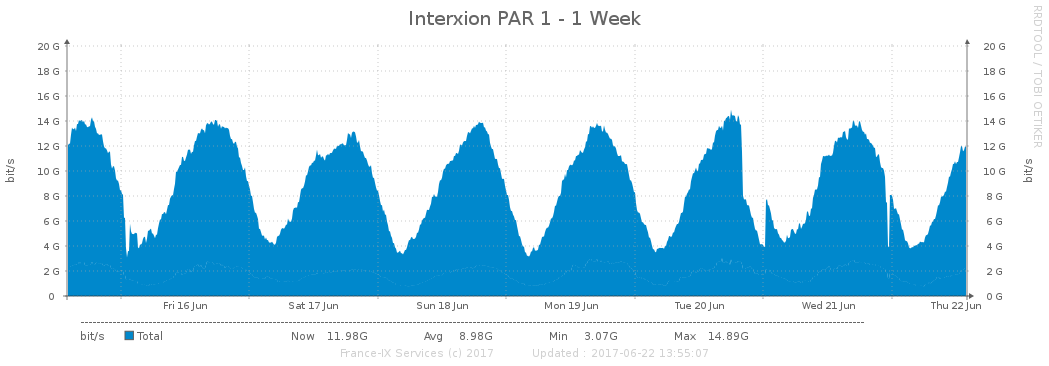 Interxion PAR 1 - 1 Week
RRDTOOL / TOBI OETIKER
20 G 20 G
18 G 18 G
16 G 16 G
14 G 14 G
12 G 12 G
10 G 10 G
8 G 8 G
6 G 6 G
4 G 4 G
2 G 2 G
0 0 G
bit/s bit/s
Fri 16 Jun Sat 17 Jun Sun 18 Jun Mon 19 Jun Tue 20 Jun Wed 21 Jun Thu 22 Jun
bit/s Total Now 11.98G Avg 8.98G Min 3.07G Max 14.89G
France-IX Services (c) 2017 Updated : 2017-06-22 13:55:07